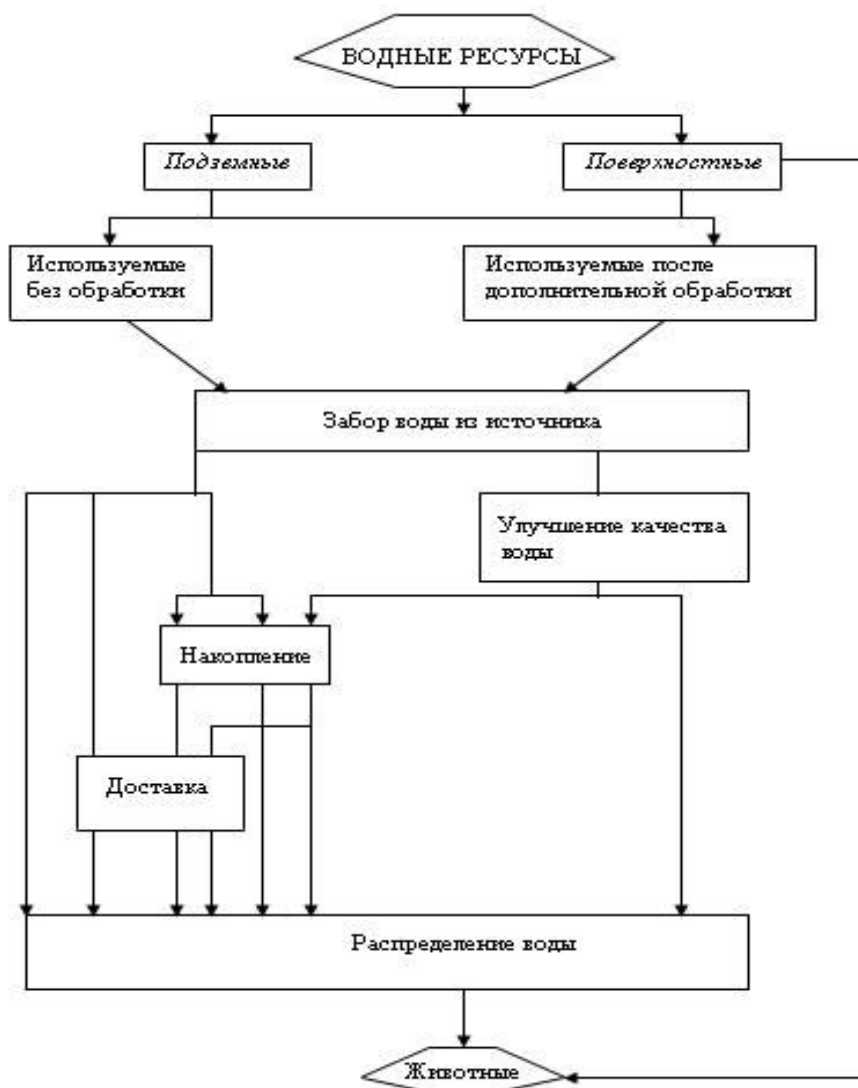 ВОДНЫЕ РЕСУРСЫ
Подземные
Поверхностные
Используемые
без обработки
Используемые после
дополнительной обработки
Забор воды из источника
Улучшение качества
воды
Накопление
Доставка
Распределение воды
Животные